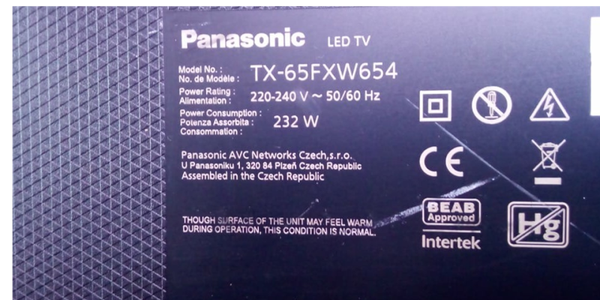 Panasonic LED TV
Model No. :
No. de Modèle : TX-65FXW654
Power Rating :
Alimentation : 220-240 V ~ 50/60 Hz
Power Consumption :
Potenza Assorbita : 232 W
Consommation :
Panasonic AVC Networks Czech,s.r.o.
U Panasoniku 1, 320 84 Plzeň Czech Republic
Assembled in the Czech Republic
CE
THOUGH SURFACE OF THE UNIT MAY FEEL WARM
DURING OPERATION, THIS CONDITION IS NORMAL.
BEAB
Approved
Intertek
Hg